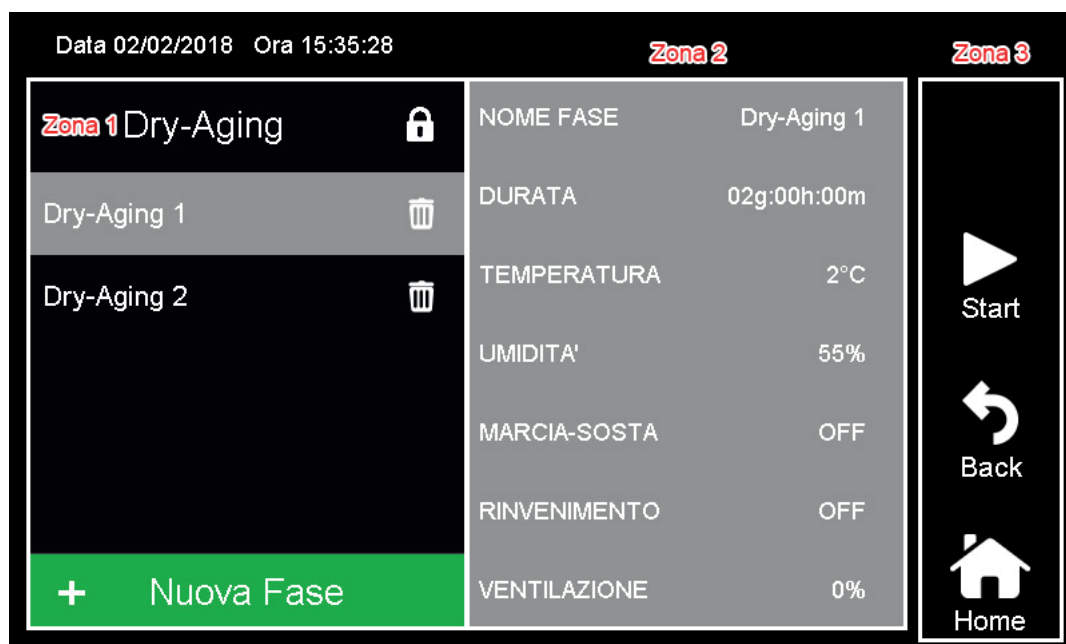 Data 02/02/2018 Ora 15:35:28
Zona 2
Zona 3
Zona 1 Dry-Aging
Dry-Aging 1
Dry-Aging 2
+ Nuova Fase
NOME FASE Dry-Aging 1
DURATA 02g:00h:00m
TEMPERATURA 2°C
UMIDITA' 55%
MARCIA-SOSTA OFF
RINVENIMENTO OFF
VENTILAZIONE 0%
Start
Back
Home